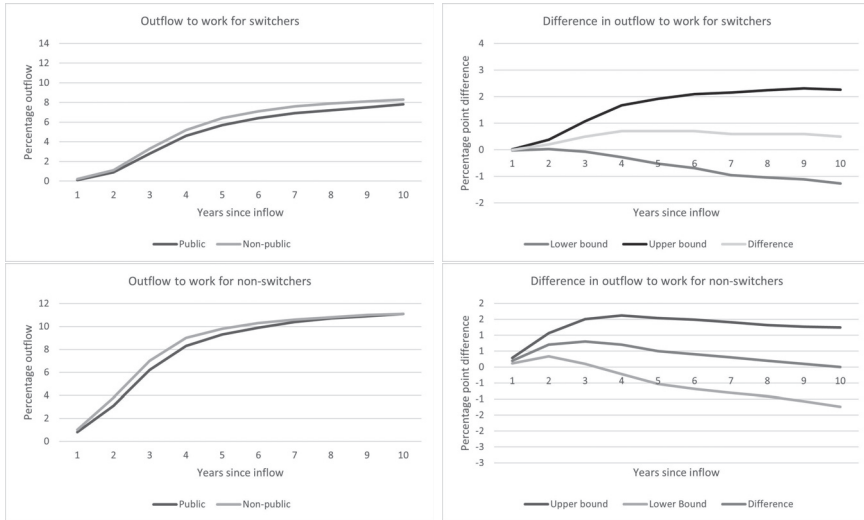 Outflow to work for switchers
Percentage outflow
14
12
10
8
6
4
2
0
1 2 3 4 5 6 7 8 9 10
Years since inflow
Public Non-public
Difference in outflow to work for switchers
Percentage point difference
4
3
2
1
0
-1
-2
1 2 3 4 5 6 7 8 9 10
Years since inflow
Lower bound Upper bound Difference
Outflow to work for non-switchers
Percentage outflow
12
10
8
6
4
2
0
1 2 3 4 5 6 7 8 9 10
Years since inflow
Public Non-public
Difference in outflow to work for non-switchers
Percentage point difference
2
2
1
1
0
-1
-1
-2
-2
-3
-3
1 2 3 4 5 6 7 8 9 10
Years since inflow
Upper bound Lower Bound Difference